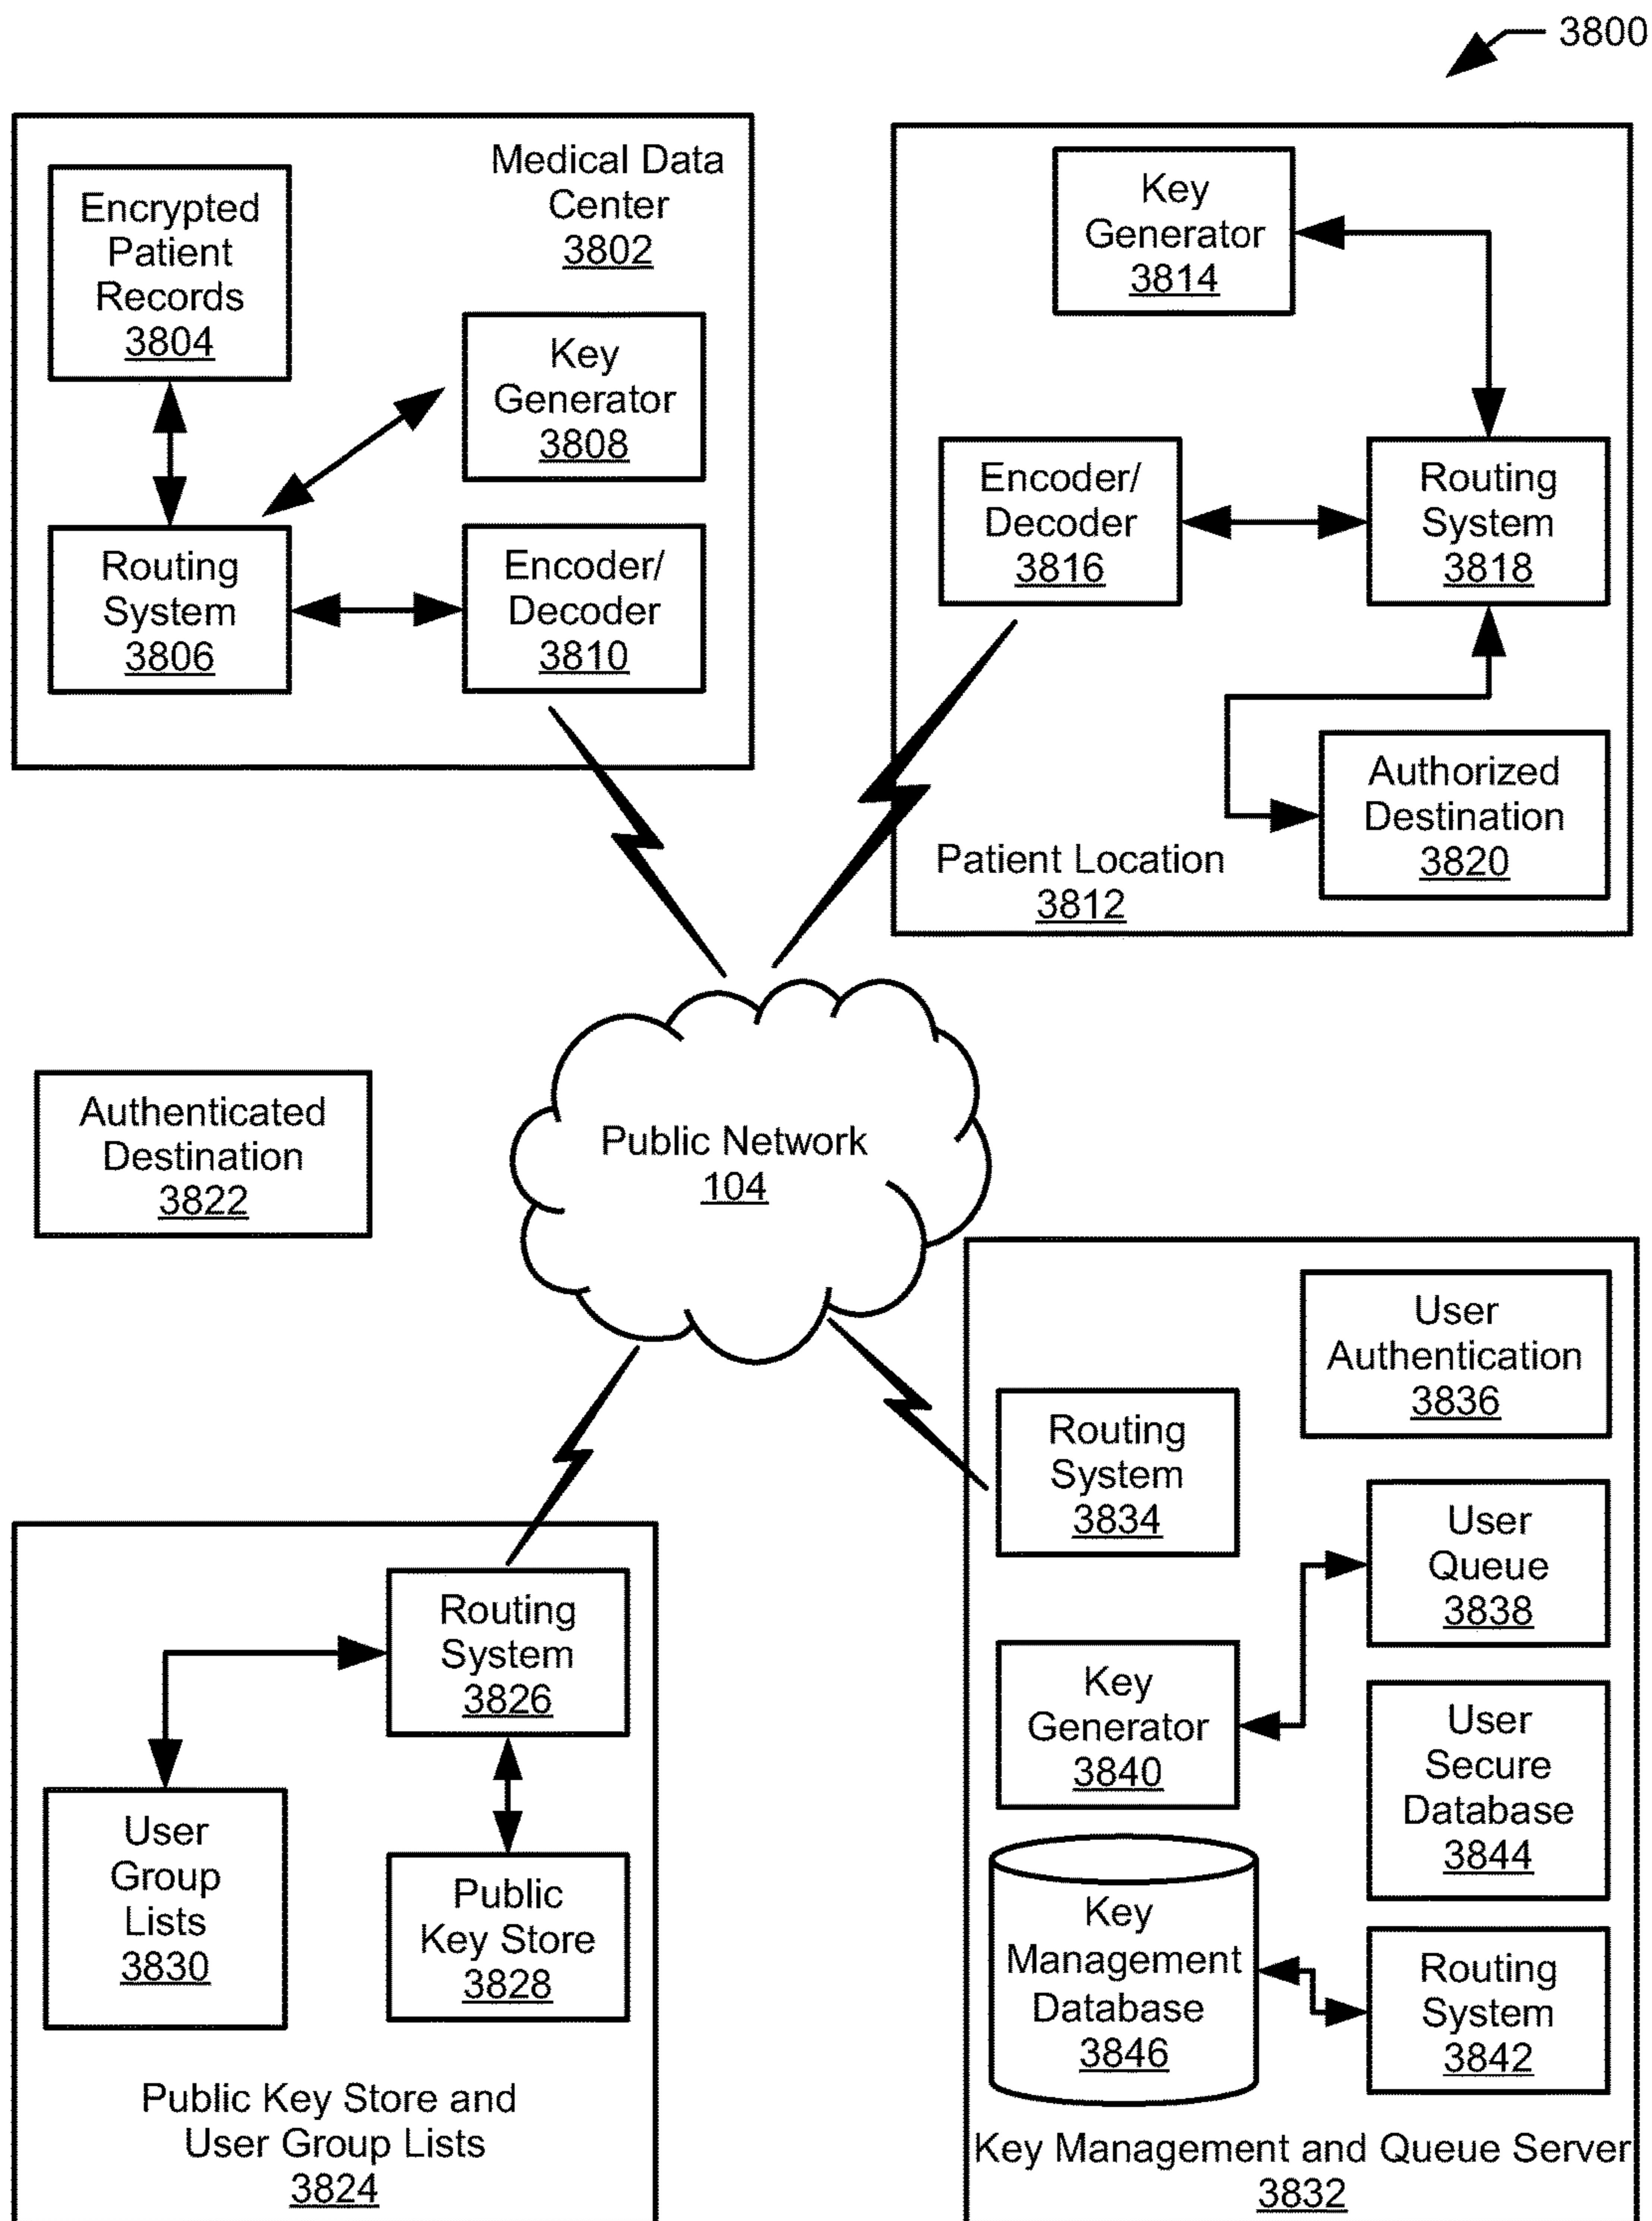 3800
Medical Data
Center
3802
Encrypted
Patient
Records
3804
Key
Generator
3808
Routing
System
3806
Encoder/
Decoder
3810
Key
Generator
3814
Encoder/
Decoder
3816
Routing
System
3818
Authorized
Destination
3820
Patient Location
3812
Authenticated
Destination
3822
Public Network
104
User
Authentication
3836
Routing
System
3834
User
Queue
3838
Key
Generator
3840
User
Secure
Database
3844
Key
Management
Database
3846
Routing
System
3842
Key Management and Queue Server
3832
Routing
System
3826
User
Group
Lists
3830
Public
Key Store
3828
Public Key Store and
User Group Lists
3824